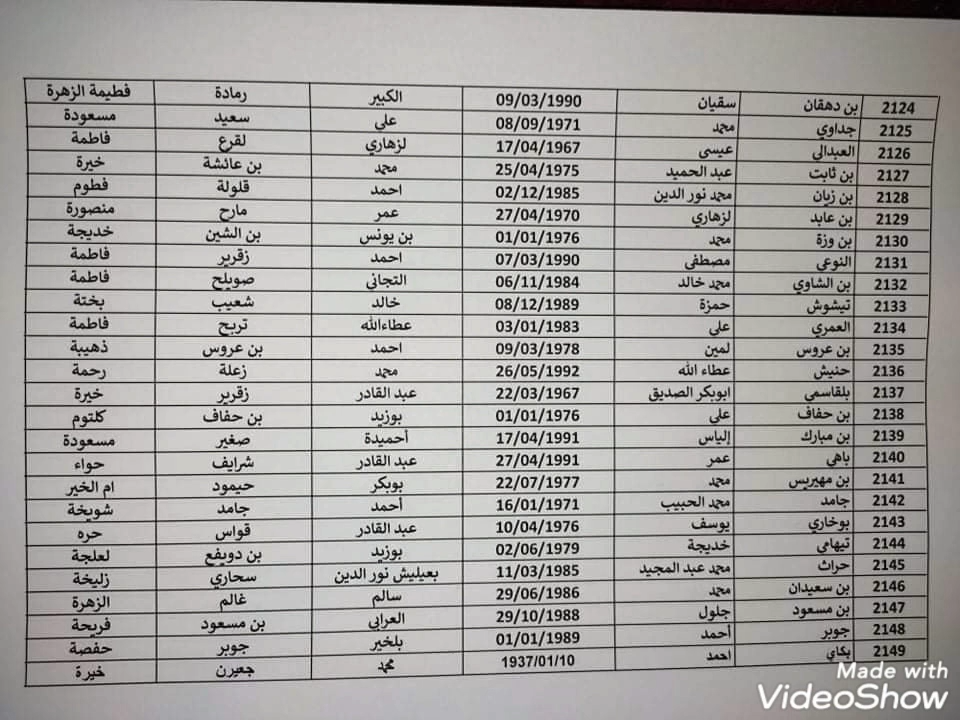 2124 بن دهقان سقيان 09/03/1990 الكبير رمادة فطيمة الزهرة
2125 جداوي محمد 08/09/1971 علي سعيد مسعودة
2126 العبدالي عيسى 17/04/1967 لزهاري لقرع فاطمة
2127 بن ثابت عبد الحميد 25/04/1975 محمد بن عائشة خيرة
2128 بن زيان محمد نور الدين 02/12/1985 احمد قلولة فطوم
2129 بن عابد لزهاري 27/04/1970 عمر مارح منصورة
2130 بن وزة محمد 01/01/1976 بن يونس بن الشين خديجة
2131 النوعي مصطفى 07/03/1990 احمد زقرير فاطمة
2132 بن الشاوي محمد خالد 06/11/1984 التجاني صويلح فاطمة
2133 تيشوش حمزة 08/12/1989 خالد شعيب بختة
2134 العمري علي 03/01/1983 عطاءالله تربح فاطمة
2135 بن عروس لمين 09/03/1978 احمد بن عروس ذهيبة
2136 حنيش عطاء الله 26/05/1992 محمد زعلة رحمة
2137 بلقاسمي ابوبكر الصديق 22/03/1967 عبد القادر زقرير خيرة
2138 بن حفاف علي 01/01/1976 بوزيد بن حفاف كلتوم
2139 بن مبارك إلياس 17/04/1991 أحميدة صغير مسعودة
2140 باهي عمر 27/04/1991 عبد القادر شرايف حواء
2141 بن مهيريس محمد 22/07/1977 بوبكر حيمود ام الخير
2142 جامد محمد الحبيب 16/01/1971 أحمد جامد شويخة
2143 بوخاري يوسف 10/04/1976 عبد القادر قواس حره
2144 تيهامي خديجة 02/06/1979 بوزيد بن دويفع لعلجة
2145 حراث محمد عبد المجيد 11/03/1985 بعيليش نور الدين سحاري زليخة
2146 بن سعيدان محمد 29/06/1986 سالم غالم الزهرة
2147 بن مسعود جلول 29/10/1988 العرابي بن مسعود فريحة
2148 جوبر أحمد 01/01/1989 بلخير جوبر حفصة
2149 بكاي احمد 1937/01/10 محمد جعيرن خيرة
Made with
VideoShow